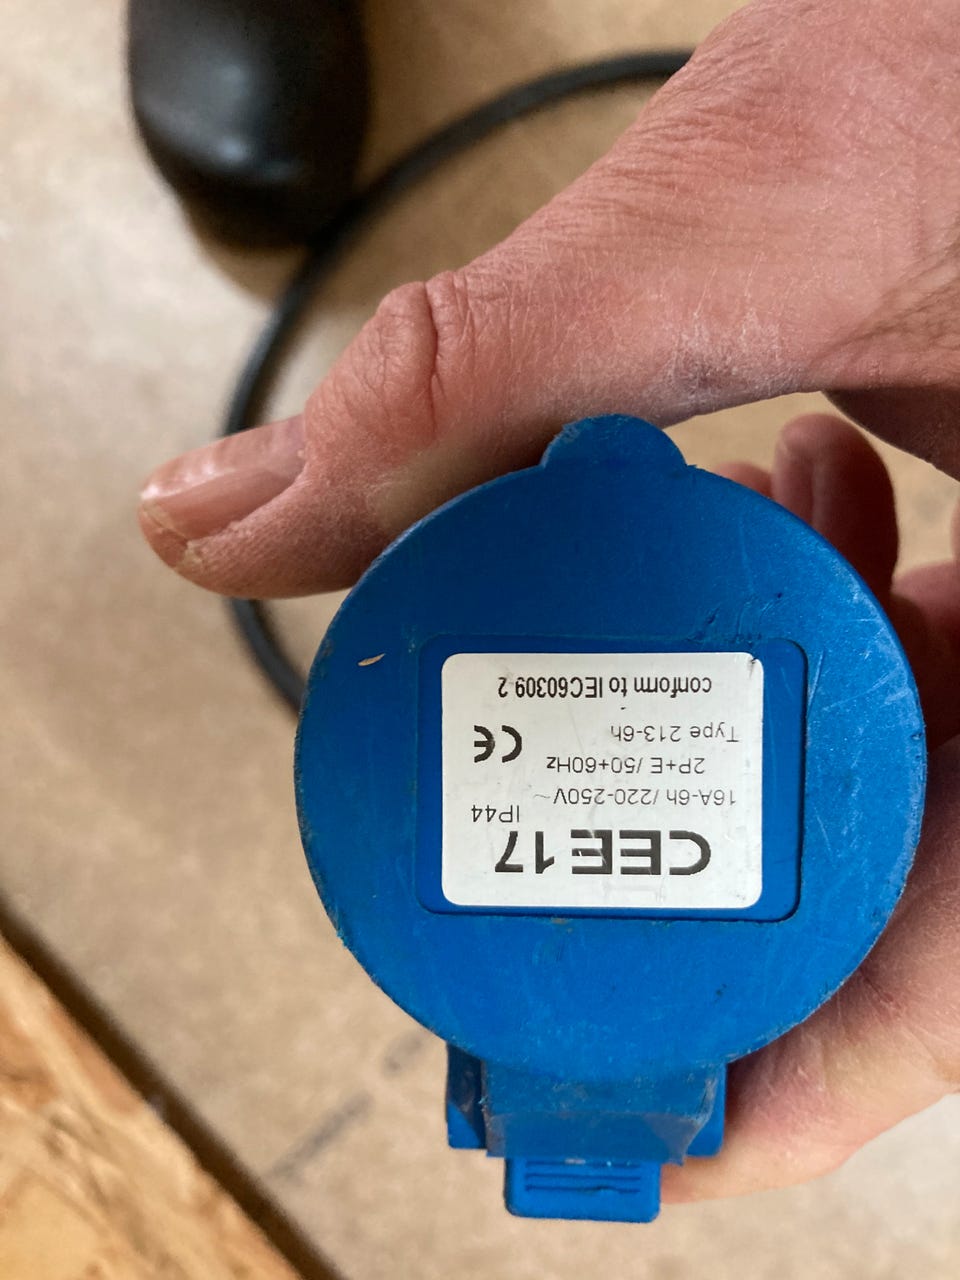 CEE 17
IP44
16A-6h / 220-250V~
2P+E / 50+60Hz
Type 213-6h
CE
conform to IEC60309-2